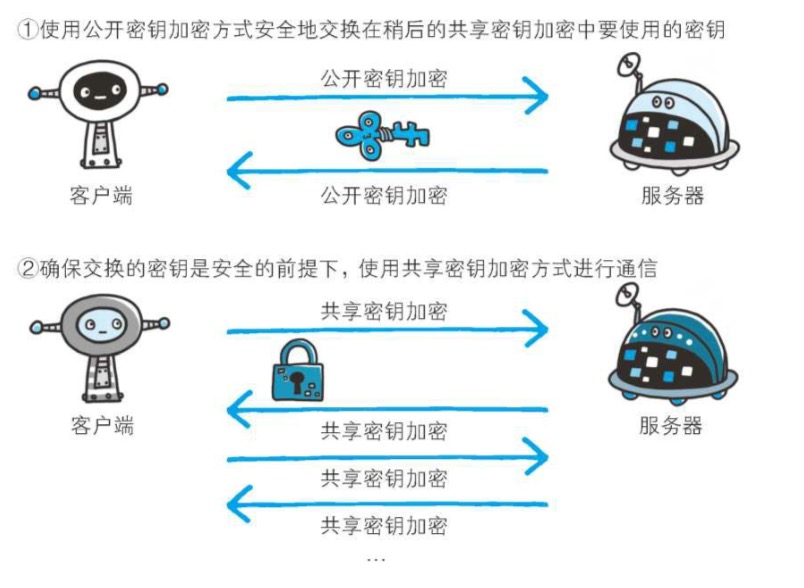 ①使用公开密钥加密方式安全地交换在稍后的共享密钥加密中要使用的密钥
公开密钥加密
公开密钥加密
客户端
服务器
②确保交换的密钥是安全的前提下，使用共享密钥加密方式进行通信
共享密钥加密
客户端
服务器
共享密钥加密
共享密钥加密
共享密钥加密
…